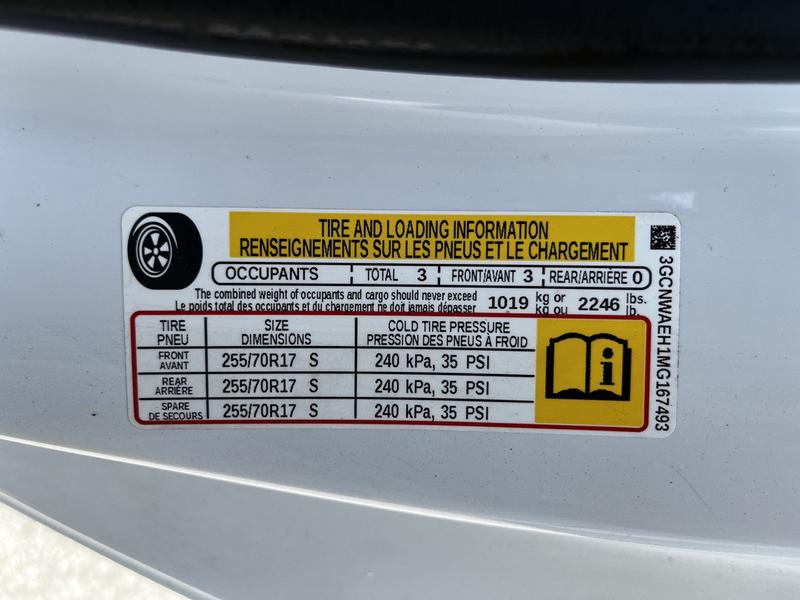 TIRE AND LOADING INFORMATION
RENSEIGNEMENTS SUR LES PNEUS ET LE CHARGEMENT
OCCUPANTS TOTAL 3 FRONT/AVANT 3 REAR/ARRIÈRE 0
The combined weight of occupants and cargo should never exceed 1019 kg or 2246 lbs.
Le poids total des occupants et du chargement ne doit jamais dépasser kg ou lb.
TIRE SIZE COLD TIRE PRESSURE
PNEU DIMENSIONS PRESSION DES PNEUS À FROID
FRONT
AVANT 255/70R17 S 240 kPa, 35 PSI
REAR
ARRIÈRE 255/70R17 S 240 kPa, 35 PSI
SPARE
DE SECOURS 255/70R17 S 240 kPa, 35 PSI
3GCNWAEH1MG167493